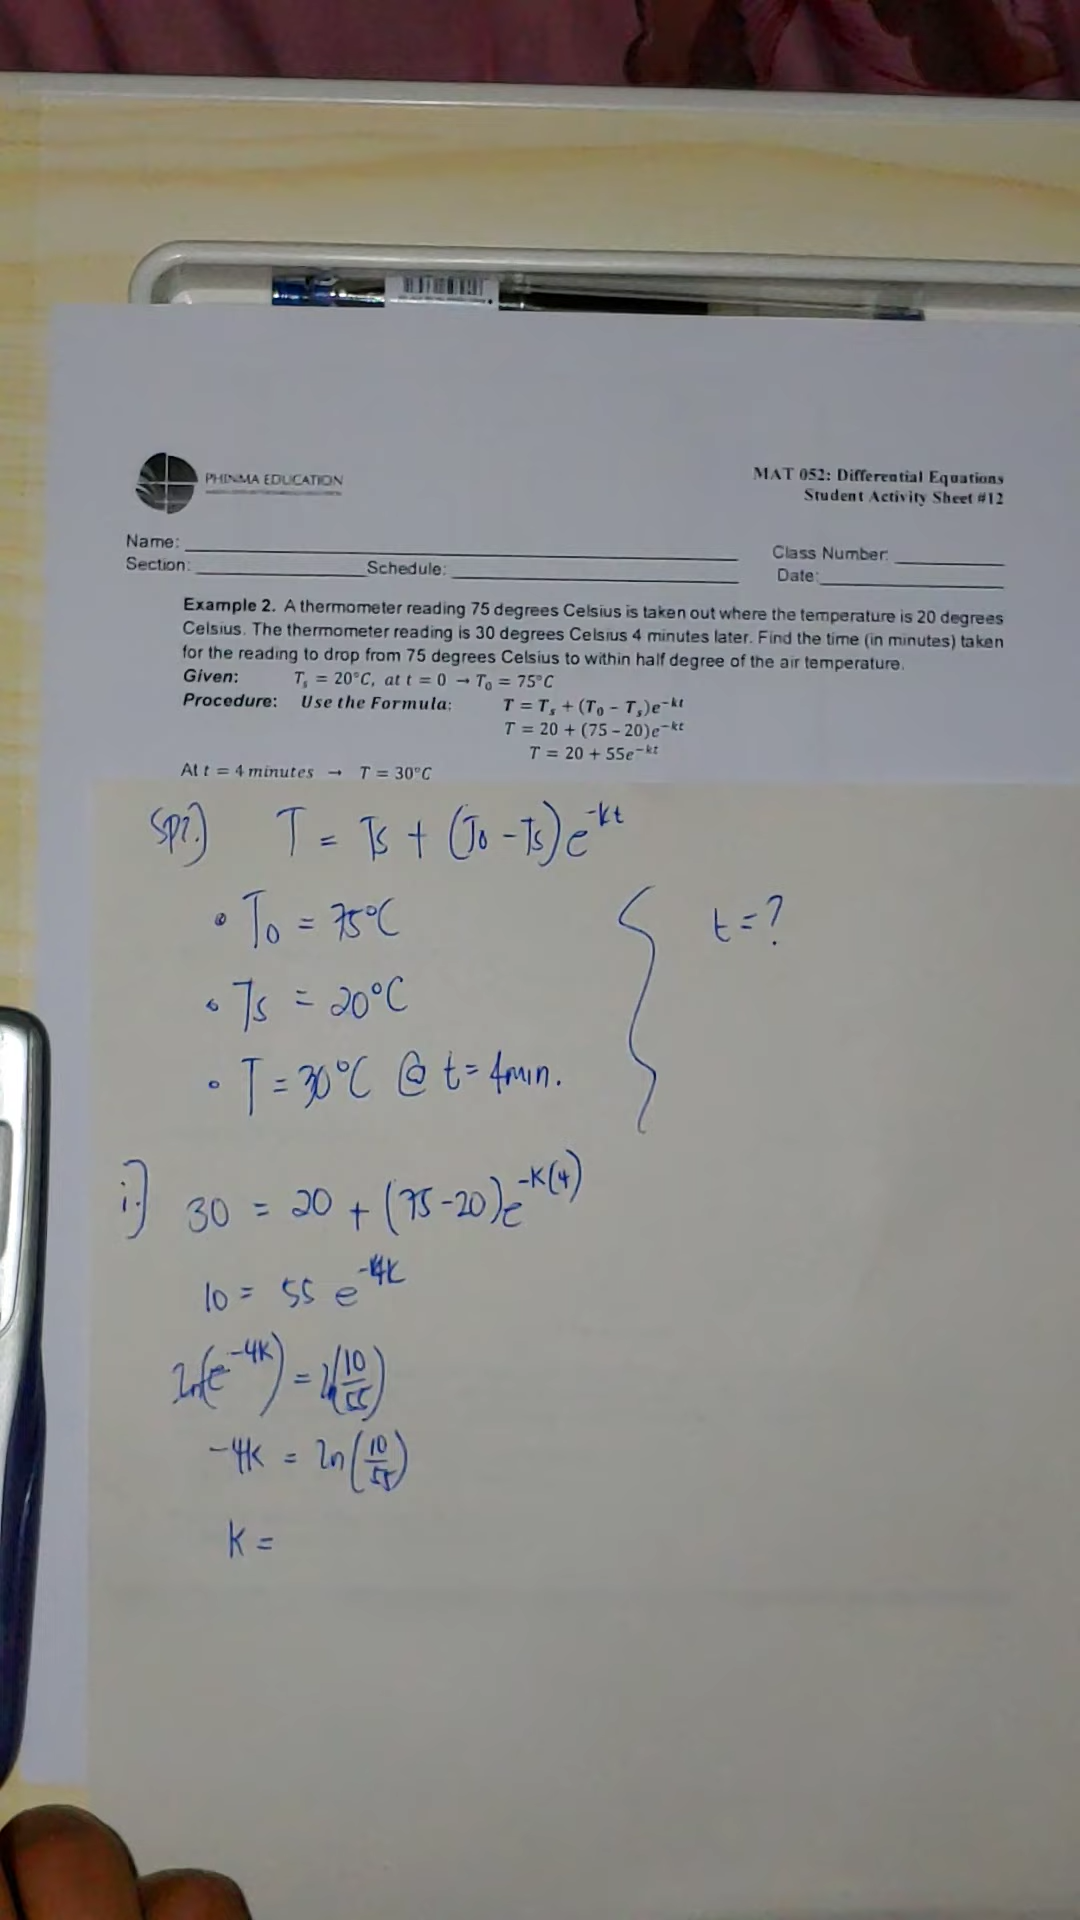 PHINMA EDUCATION
MAT 052: Differential Equations
Student Activity Sheet #12
Name:
Class Number:
Section: Schedule:
Date:
Example 2. A thermometer reading 75 degrees Celsius is taken out where the temperature is 20 degrees
Celsius. The thermometer reading is 30 degrees Celsius 4 minutes later. Find the time (in minutes) taken
for the reading to drop from 75 degrees Celsius to within half degree of the air temperature.
Given: Tₛ = 20°C, at t = 0 → T₀ = 75°C
Procedure: Use the Formula: T = Tₛ + (T₀ − Tₛ)e^−kt
T = 20 + (75 − 20)e^−kt
T = 20 + 55e^−kt
At t = 4 minutes → T = 30°C
T = Ts + (To - Ts)e^-kt
• To = 75°C
t = ?
• Ts = 20°C
• T = 30°C @ t = 4min.
i.) 30 = 20 + (75-20)e^-k(4)
10 = 55 e^-4k
ln(e^-4k) = ln(10/55)
-4k = ln(10/55)
k =